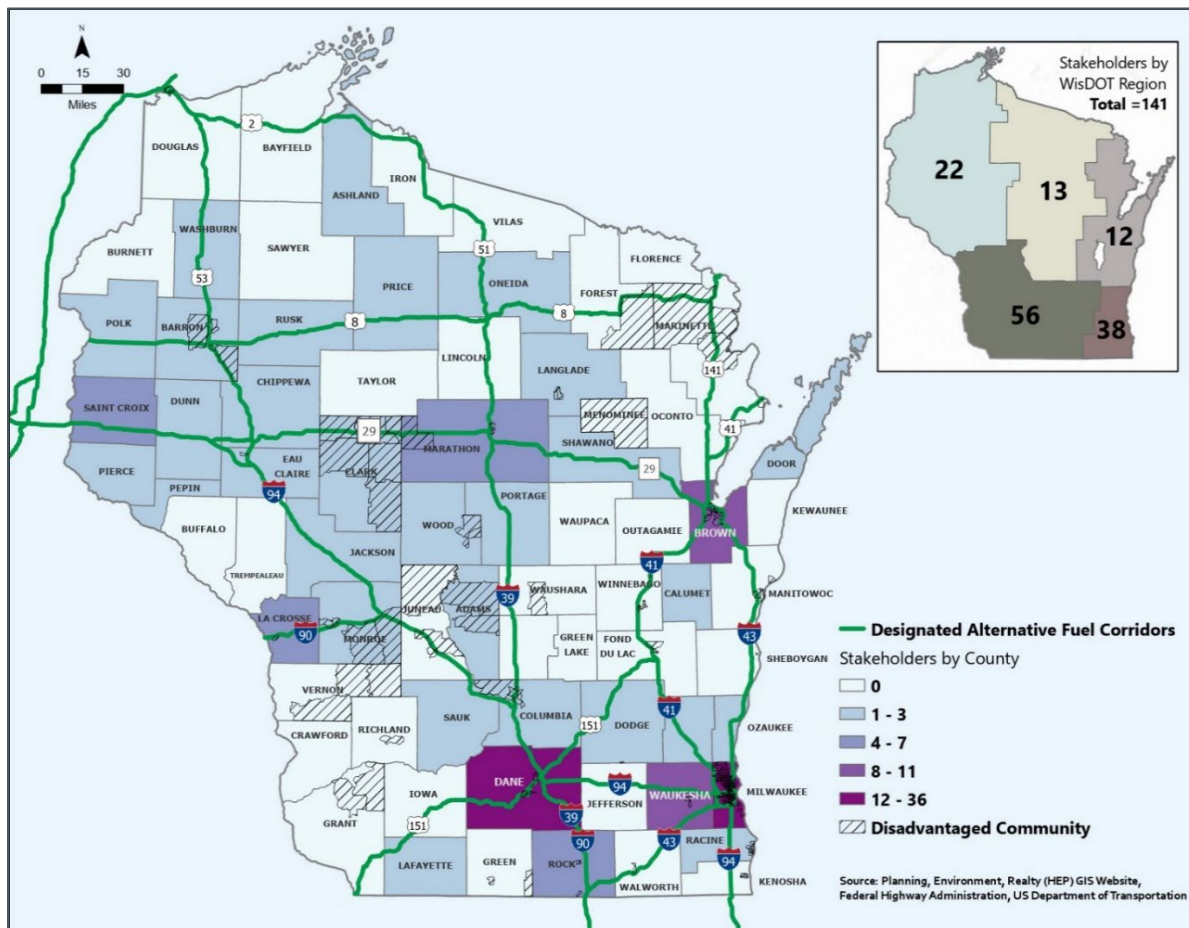 N
0 15 30
Miles
Stakeholders by
WisDOT Region
Total =141
22
13
12
56
38
2
DOUGLAS
BAYFIELD
ASHLAND
IRON
VILAS
BURNETT
WASHBURN
SAWYER
51
FLORENCE
53
PRICE
ONEIDA
FOREST
POLK
BARRON
RUSK
8
8
MARINETTE
LINCOLN
LANGLADE
CHIPPEWA
TAYLOR
141
SAINT CROIX
DUNN
MENOMINEE
OCONTO
41
29
MARATHON
SHAWANO
29
PIERCE
EAU
CLAIRE
CLARK
DOOR
PEPIN
94
PORTAGE
BUFFALO
WOOD
WAUPACA
OUTAGAMIE
BROWN
KEWAUNEE
JACKSON
41
TREMPEALEAU
WAUSHARA
WINNEBAGO
CALUMET
MANITOWOC
39
JUNEAU
ADAMS
LA CROSSE
90
MONROE
GREEN
LAKE
FOND
DU LAC
43
SHEBOYGAN
VERNON
41
RICHLAND
SAUK
COLUMBIA
151
DODGE
OZAUKEE
CRAWFORD
DANE
94
JEFFERSON
WAUKESHA
MILWAUKEE
IOWA
39
GRANT
151
90
43
RACINE
LAFAYETTE
GREEN
ROCK
WALWORTH
94
KENOSHA
Designated Alternative Fuel Corridors
Stakeholders by County
0
1 - 3
4 - 7
8 - 11
12 - 36
Disadvantaged Community
Source: Planning, Environment, Realty (HEP) GIS Website,
Federal Highway Administration, US Department of Transportation